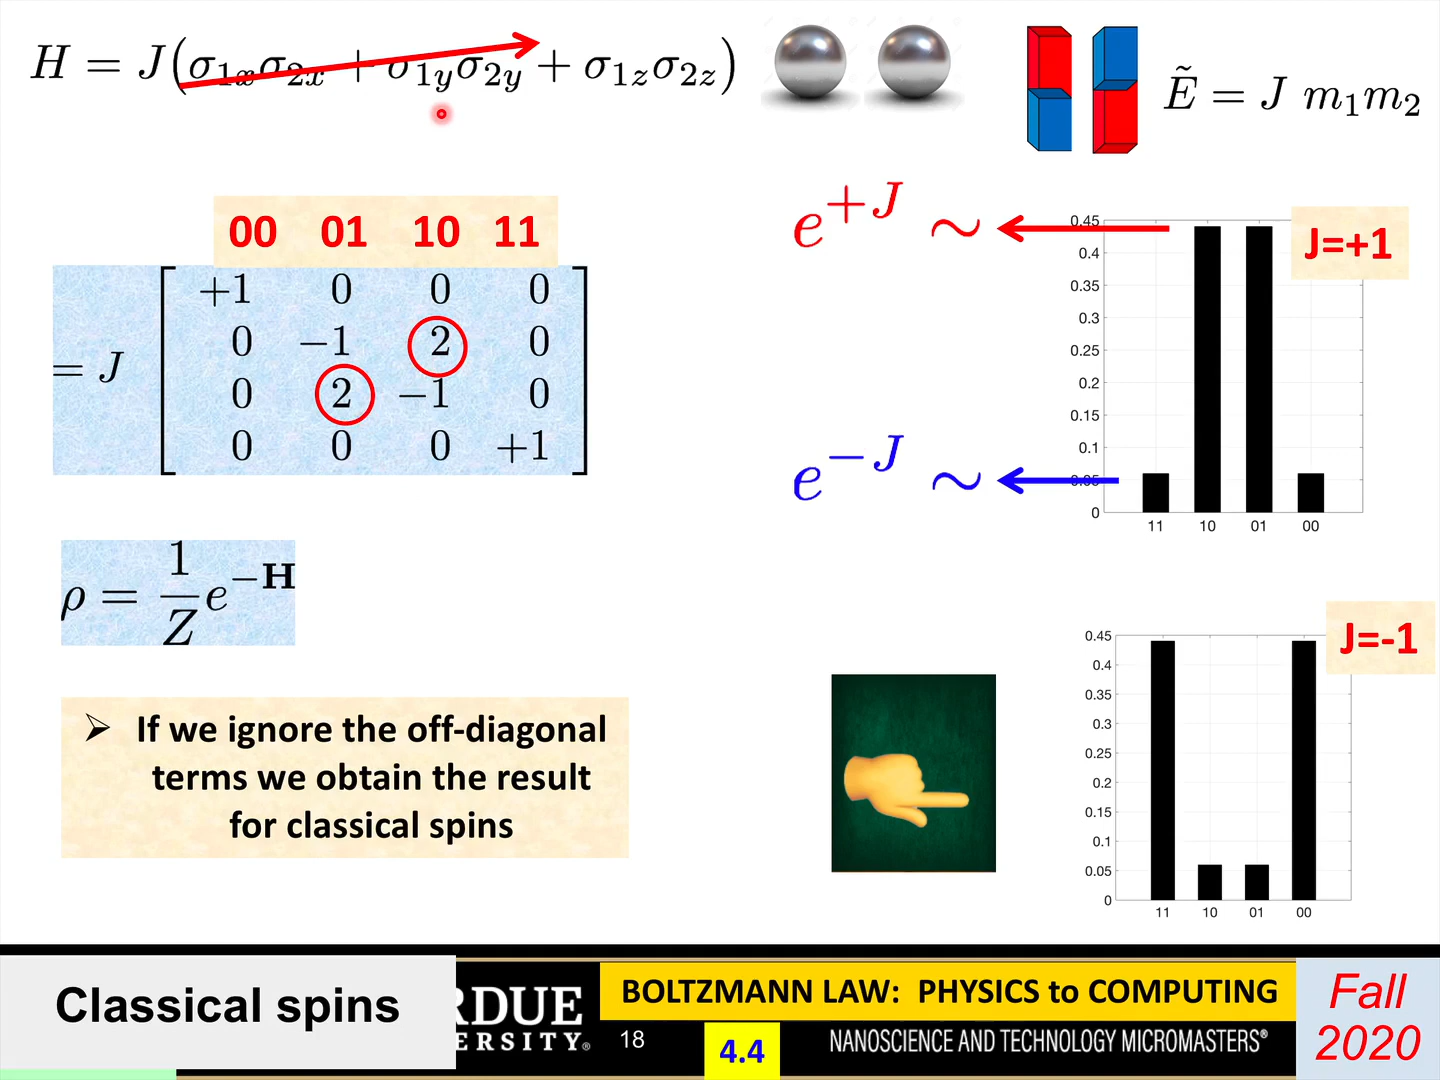 H = J(σ₁ₓσ₂ₓ + σ₁ᵧσ₂ᵧ + σ₁zσ₂z)
Ẽ = J m₁m₂
00 01 10 11
= J
+1 0 0 0
0 −1 2 0
0 2 −1 0
0 0 0 +1
ρ = 1/Z e^−H
➢ If we ignore the off-diagonal
terms we obtain the result
for classical spins
e^+J ~
e^−J ~
J=+1
0.45
0.4
0.35
0.3
0.25
0.2
0.15
0.1
0.05
0
11 10 01 00
J=-1
0.45
0.4
0.35
0.3
0.25
0.2
0.15
0.1
0.05
0
11 10 01 00
Classical spins
RDUE
ERSITY®
18
BOLTZMANN LAW: PHYSICS to COMPUTING
4.4
NANOSCIENCE AND TECHNOLOGY MICROMASTERS®
Fall
2020